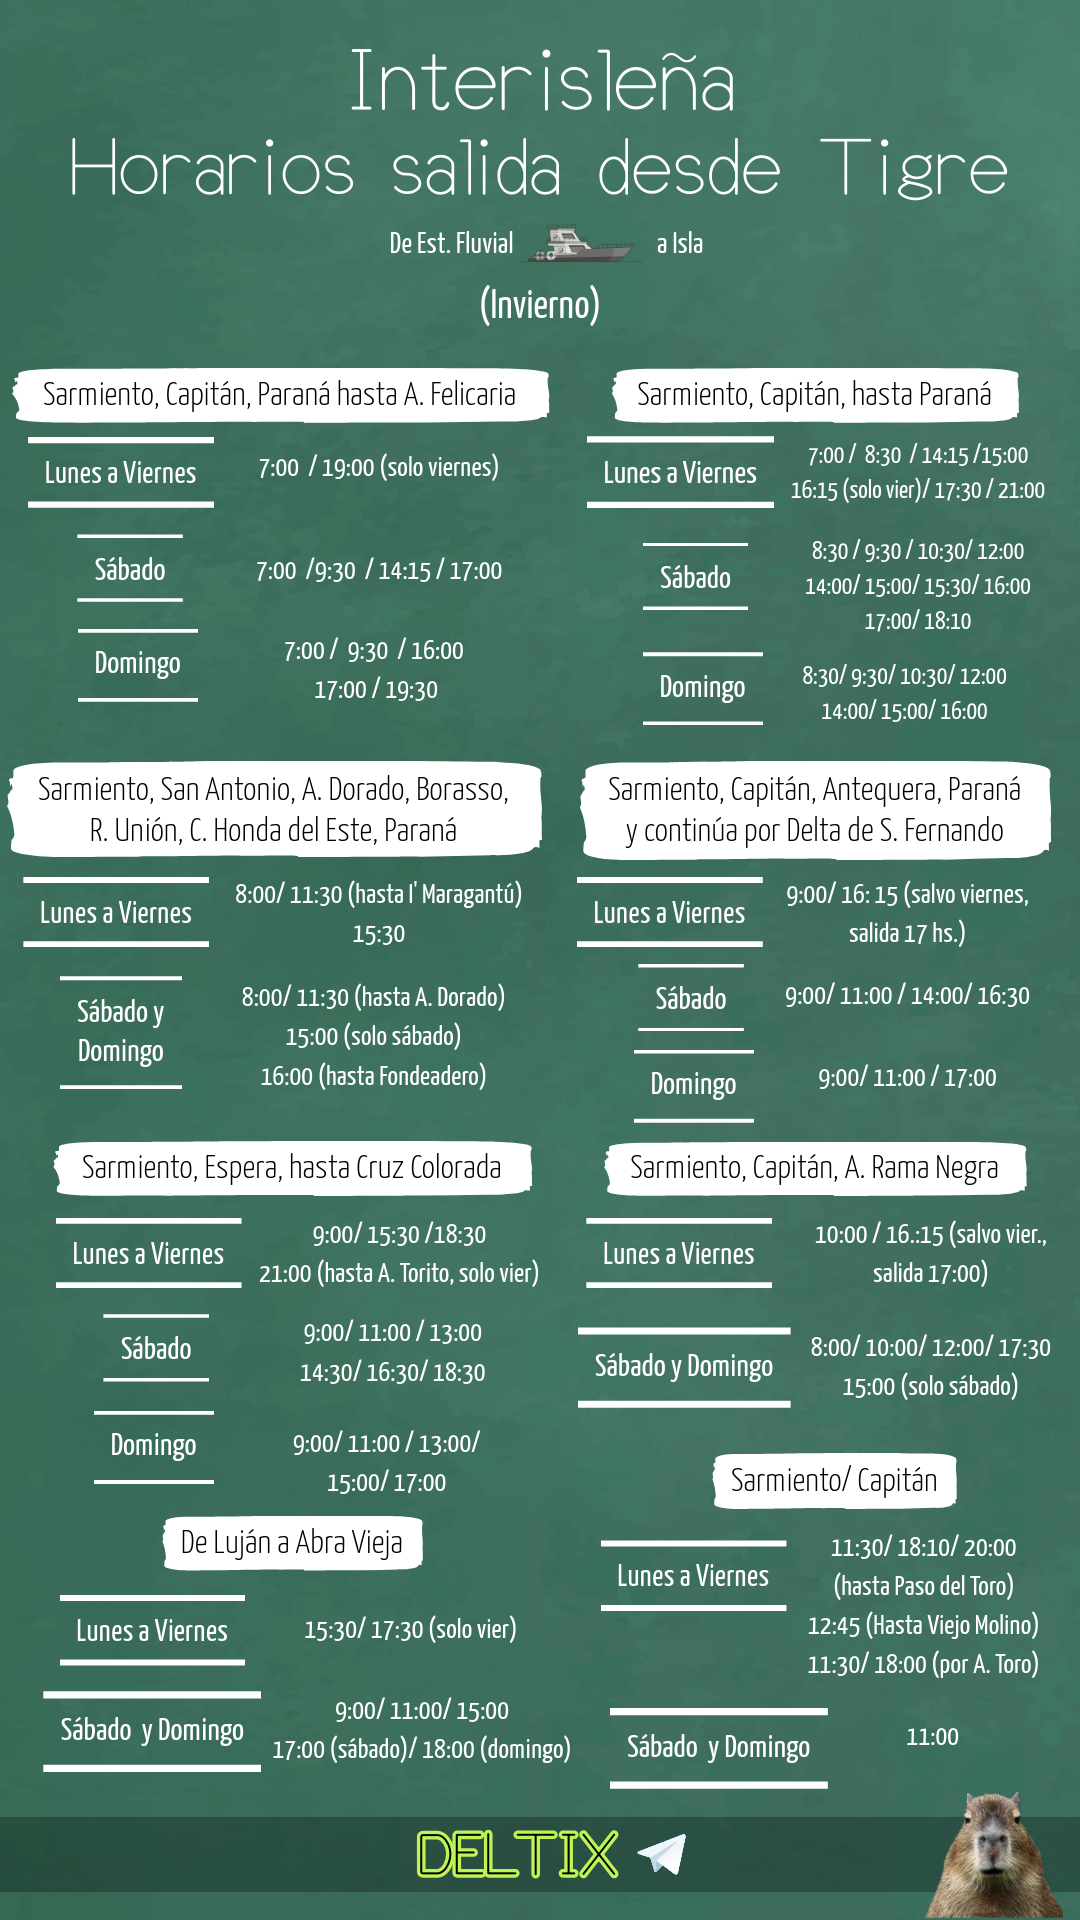 Interisleña
Horarios salida desde Tigre
De Est. Fluvial a Isla
(Invierno)
Sarmiento, Capitán, Paraná hasta A. Felicaria
Lunes a Viernes
7:00 / 19:00 (solo viernes)
Sábado
7:00 /9:30 / 14:15 / 17:00
Domingo
7:00 / 9:30 / 16:00
17:00 / 19:30
Sarmiento, Capitán, hasta Paraná
Lunes a Viernes
7:00 / 8:30 / 14:15 /15:00
16:15 (solo vier)/ 17:30 / 21:00
Sábado
8:30 / 9:30 / 10:30/ 12:00
14:00/ 15:00/ 15:30/ 16:00
17:00/ 18:10
Domingo
8:30/ 9:30/ 10:30/ 12:00
14:00/ 15:00/ 16:00
Sarmiento, San Antonio, A. Dorado, Borasso,
R. Unión, C. Honda del Este, Paraná
Lunes a Viernes
8:00/ 11:30 (hasta I' Maragantú)
15:30
Sábado y
Domingo
8:00/ 11:30 (hasta A. Dorado)
15:00 (solo sábado)
16:00 (hasta Fondeadero)
Sarmiento, Capitán, Antequera, Paraná
y continúa por Delta de S. Fernando
Lunes a Viernes
9:00/ 16: 15 (salvo viernes,
salida 17 hs.)
Sábado
9:00/ 11:00 / 14:00/ 16:30
Domingo
9:00/ 11:00 / 17:00
Sarmiento, Espera, hasta Cruz Colorada
Lunes a Viernes
9:00/ 15:30 /18:30
21:00 (hasta A. Torito, solo vier)
Sábado
9:00/ 11:00 / 13:00
14:30/ 16:30/ 18:30
Domingo
9:00/ 11:00 / 13:00/
15:00/ 17:00
Sarmiento, Capitán, A. Rama Negra
Lunes a Viernes
10:00 / 16.:15 (salvo vier.,
salida 17:00)
Sábado y Domingo
8:00/ 10:00/ 12:00/ 17:30
15:00 (solo sábado)
De Luján a Abra Vieja
Lunes a Viernes
15:30/ 17:30 (solo vier)
Sábado y Domingo
9:00/ 11:00/ 15:00
17:00 (sábado)/ 18:00 (domingo)
Sarmiento/ Capitán
Lunes a Viernes
11:30/ 18:10/ 20:00
(hasta Paso del Toro)
12:45 (Hasta Viejo Molino)
11:30/ 18:00 (por A. Toro)
Sábado y Domingo
11:00
DELTIX